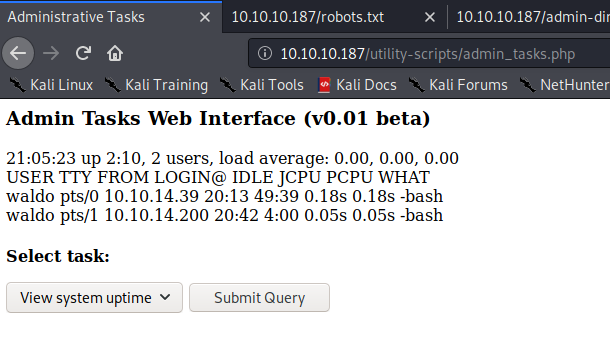 Administrative Tasks
10.10.10.187/robots.txt
10.10.10.187/admin-dir
10.10.10.187/utility-scripts/admin_tasks.php
Kali Linux Kali Training Kali Tools Kali Docs Kali Forums NetHunter
Admin Tasks Web Interface (v0.01 beta)
21:05:23 up 2:10, 2 users, load average: 0.00, 0.00, 0.00
USER TTY FROM LOGIN@ IDLE JCPU PCPU WHAT
waldo pts/0 10.10.14.39 20:13 49:39 0.18s 0.18s -bash
waldo pts/1 10.10.14.200 20:42 4:00 0.05s 0.05s -bash
Select task:
View system uptime
Submit Query